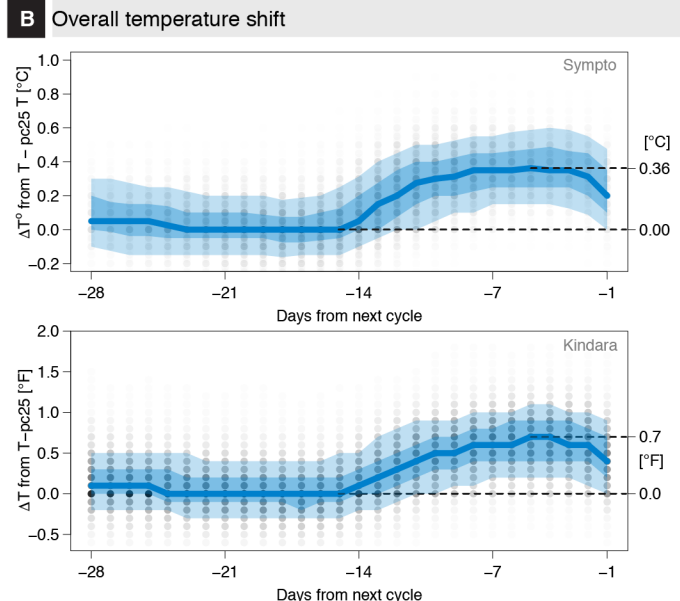 B Overall temperature shift
Sympto
ΔT° from T − pc25 T [°C]
1.0
0.8
0.6
0.4
0.2
0.0
−0.2
[°C]
0.36
0.00
−28 −21 −14 −7 −1
Days from next cycle
Kindara
ΔT from T−pc25 [°F]
2.0
1.5
1.0
0.5
0.0
−0.5
0.7
[°F]
0.0
−28 −21 −14 −7 −1
Days from next cycle